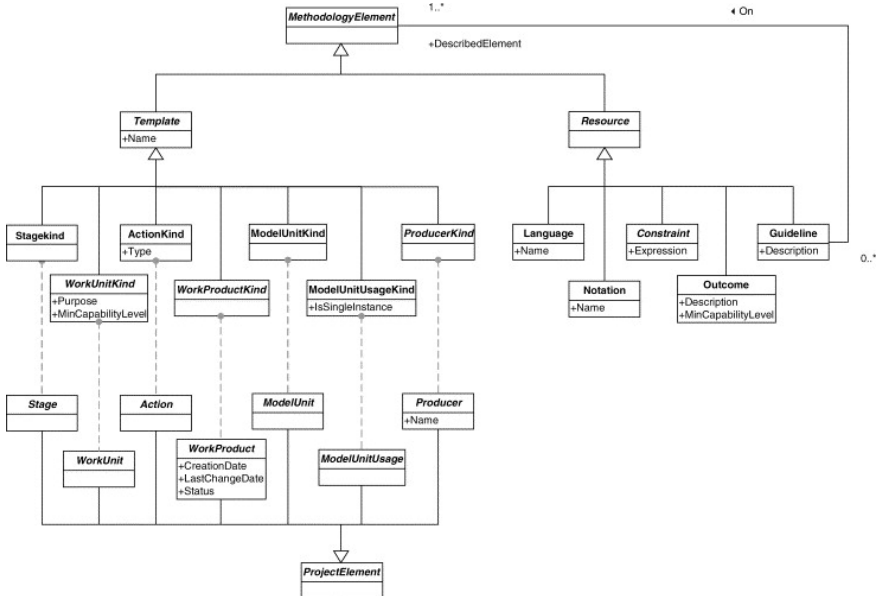 MethodologyElement
1..*
On
+DescribedElement
Template
+Name
Resource
Stagekind
ActionKind
+Type
ModelUnitKind
ProducerKind
Language
+Name
Constraint
+Expression
Guideline
+Description
0..*
WorkUnitKind
+Purpose
+MinCapabilityLevel
WorkProductKind
ModelUnitUsageKind
+IsSingleInstance
Notation
+Name
Outcome
+Description
+MinCapabilityLevel
Stage
Action
ModelUnit
Producer
+Name
WorkUnit
WorkProduct
+CreationDate
+LastChangeDate
+Status
ModelUnitUsage
ProjectElement